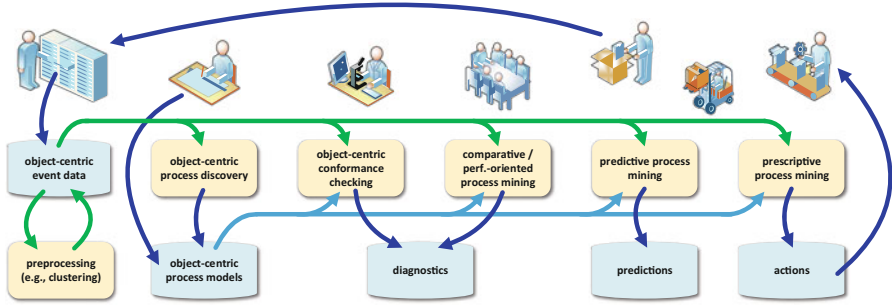 object-centric
event data
object-centric
process discovery
object-centric
conformance
checking
comparative /
perf.-oriented
process mining
predictive process
mining
prescriptive
process mining
preprocessing
(e.g., clustering)
object-centric
process models
diagnostics
predictions
actions